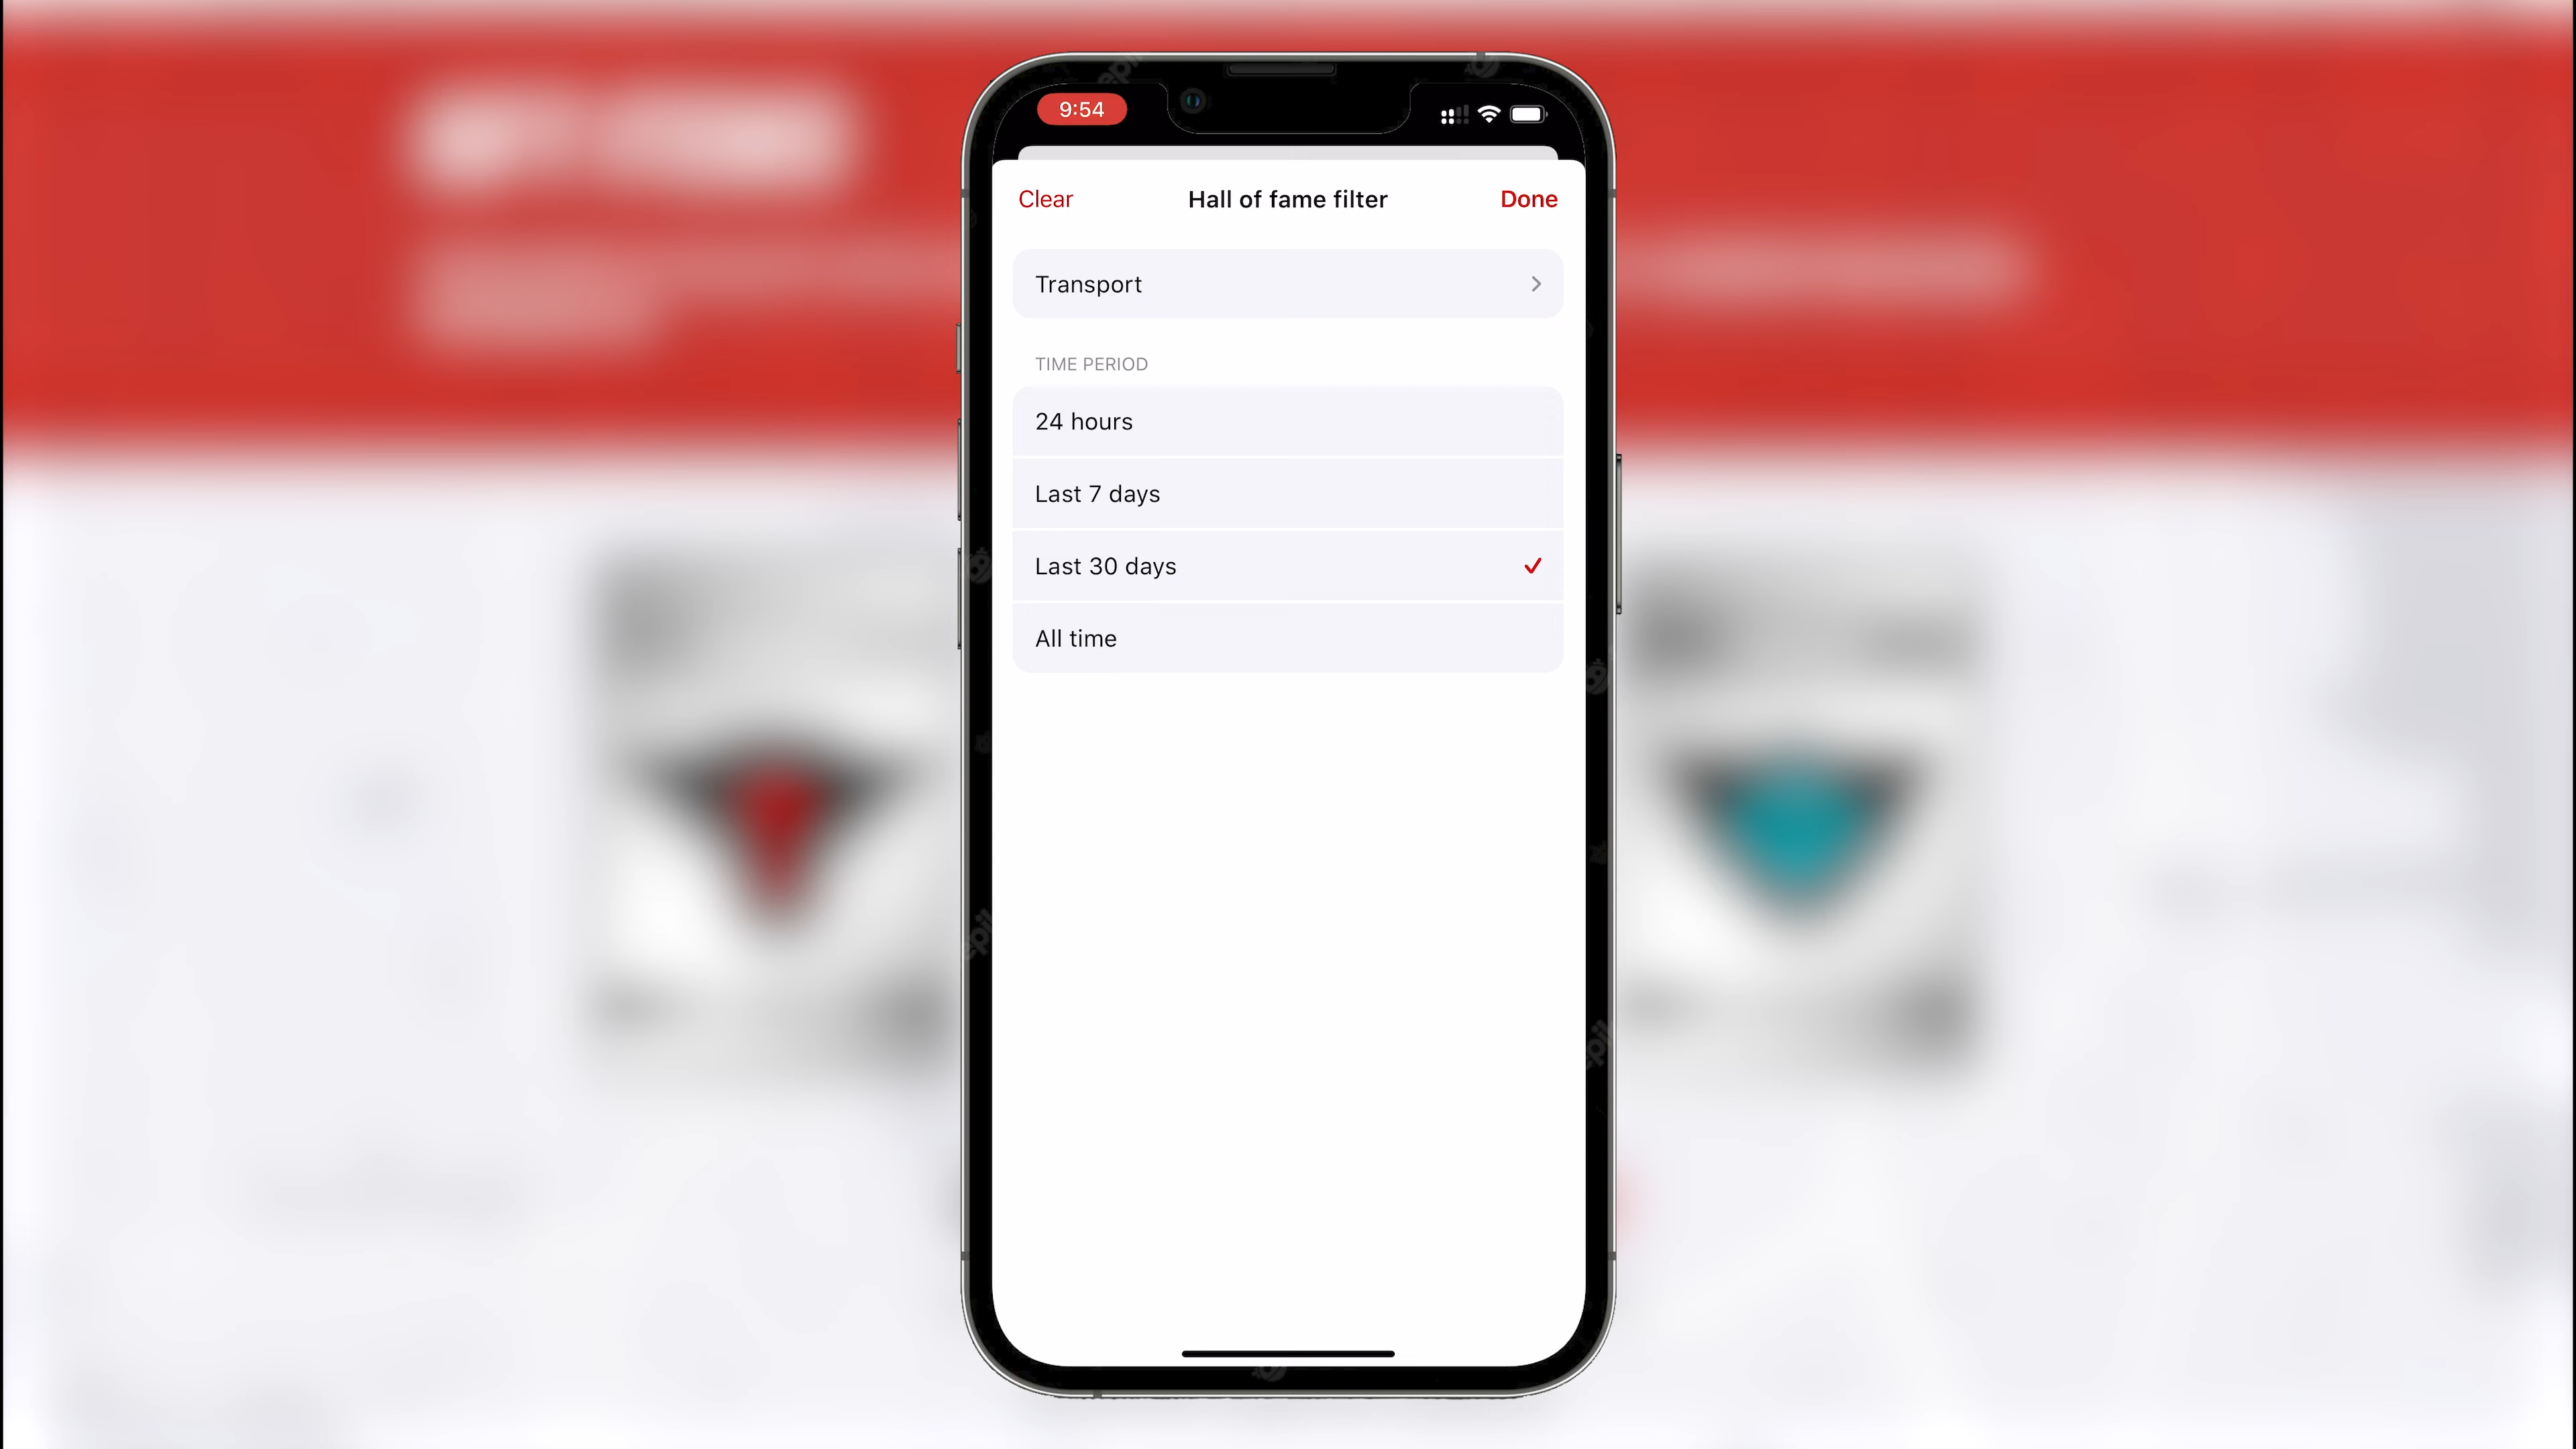 9:54
Clear
Hall of fame filter
Done
Transport
TIME PERIOD
24 hours
Last 7 days
Last 30 days
All time